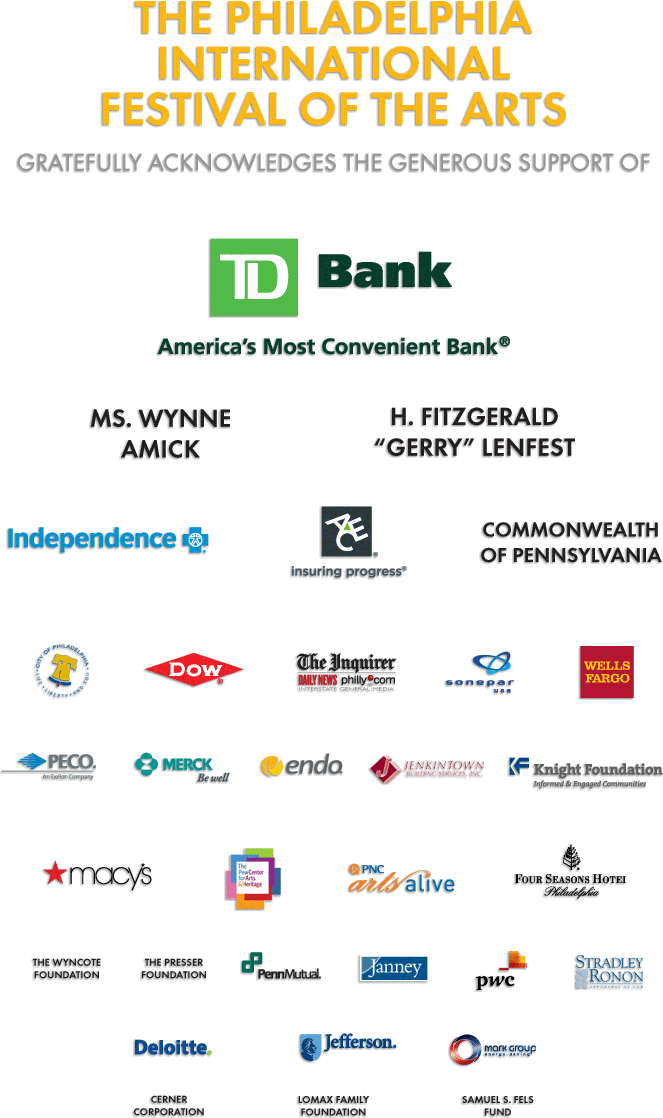 THE PHILADELPHIA
INTERNATIONAL
FESTIVAL OF THE ARTS
GRATEFULLY ACKNOWLEDGES THE GENEROUS SUPPORT OF
TD Bank
America's Most Convenient Bank®
MS. WYNNE
AMICK
H. FITZGERALD
“GERRY” LENFEST
Independence
ACE
insuring progress®
COMMONWEALTH
OF PENNSYLVANIA
CITY OF PHILADELPHIA
LIFE LIBERTY AND YOU
DOW®
The Inquirer
DAILY NEWS philly.com
INTERSTATE GENERAL MEDIA
sonepar
usa
WELLS
FARGO
PECO.
An Exelon Company
MERCK
Be well
endo
JENKINTOWN
BUILDING SERVICES, INC.
Knight Foundation
Informed & Engaged Communities
macy's
The
PewCenter
for Arts
& Heritage
PNC
arts alive
FOUR SEASONS HOTEL
Philadelphia
THE WYNCOTE
FOUNDATION
THE PRESSER
FOUNDATION
PennMutual.
Janney
pwc
STRADLEY
RONON
Deloitte.
Jefferson.
mark group
energy.saving
CERNER
CORPORATION
LOMAX FAMILY
FOUNDATION
SAMUEL S. FELS
FUND